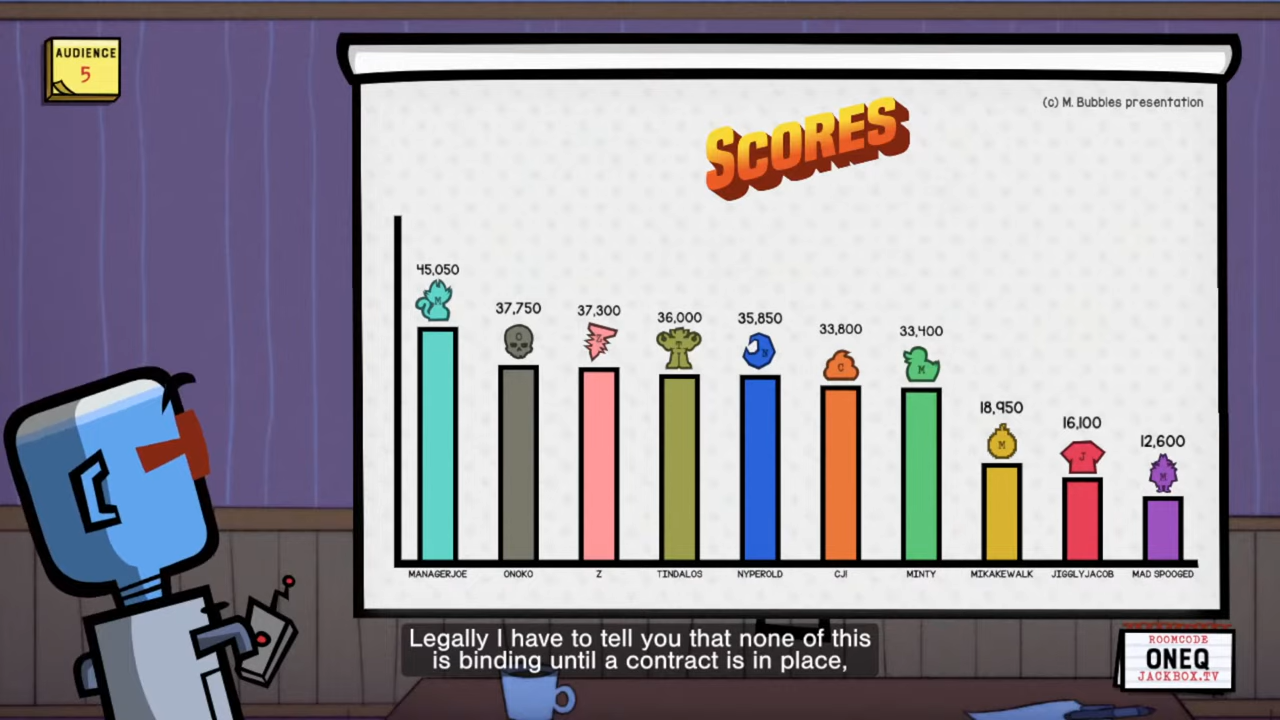 AUDIENCE
5
(c) M. Bubbles presentation
SCORES
45,050
37,750
37,300
36,000
35,850
33,800
33,400
18,950
16,100
12,600
M
O
Z
T
N
C
M
M
J
M
MANAGERJOE
ONOKO
Z
TINDALOS
NYPEROLD
CJ!
MINTY
MIKAKEWALK
JIGGLYJACOB
MAD SPOOGED
Legally I have to tell you that none of this
is binding until a contract is in place,
ROOMCODE
ONEQ
JACKBOX.TV